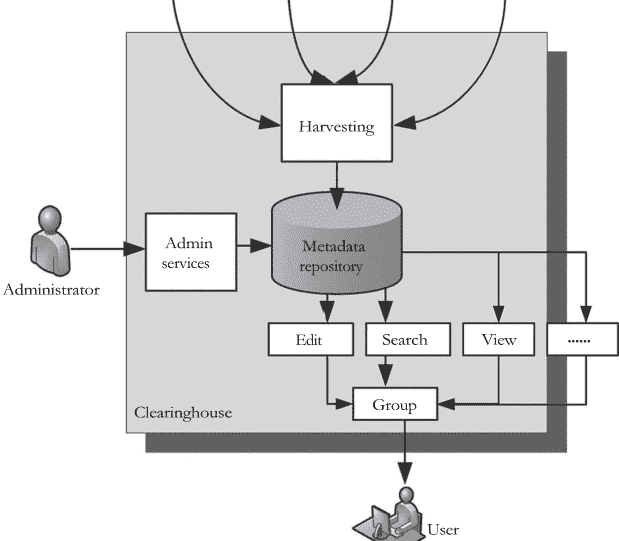 Harvesting
Admin
services
Metadata
repository
Administrator
Edit
Search
View
......
Group
Clearinghouse
User